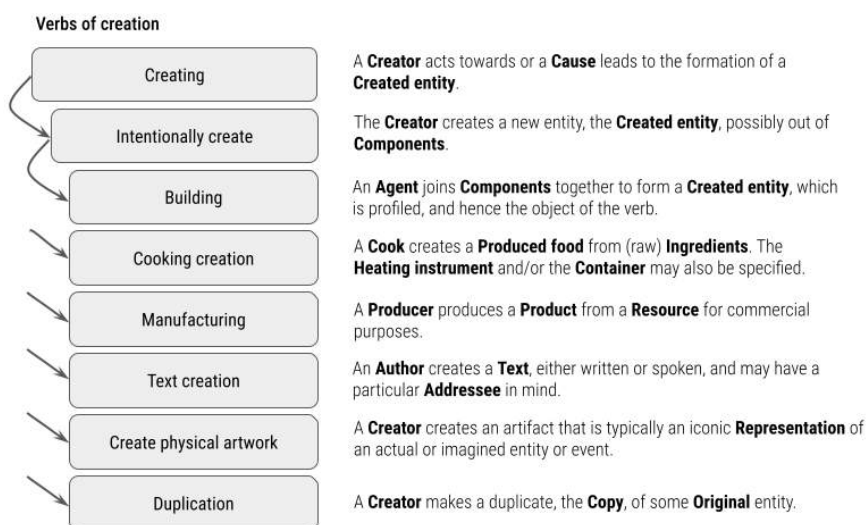 Verbs of creation
Creating
A Creator acts towards or a Cause leads to the formation of a
Created entity.
Intentionally create
The Creator creates a new entity, the Created entity, possibly out of
Components.
Building
An Agent joins Components together to form a Created entity, which
is profiled, and hence the object of the verb.
Cooking creation
A Cook creates a Produced food from (raw) Ingredients. The
Heating instrument and/or the Container may also be specified.
Manufacturing
A Producer produces a Product from a Resource for commercial
purposes.
Text creation
An Author creates a Text, either written or spoken, and may have a
particular Addressee in mind.
Create physical artwork
A Creator creates an artifact that is typically an iconic Representation of
an actual or imagined entity or event.
Duplication
A Creator makes a duplicate, the Copy, of some Original entity.